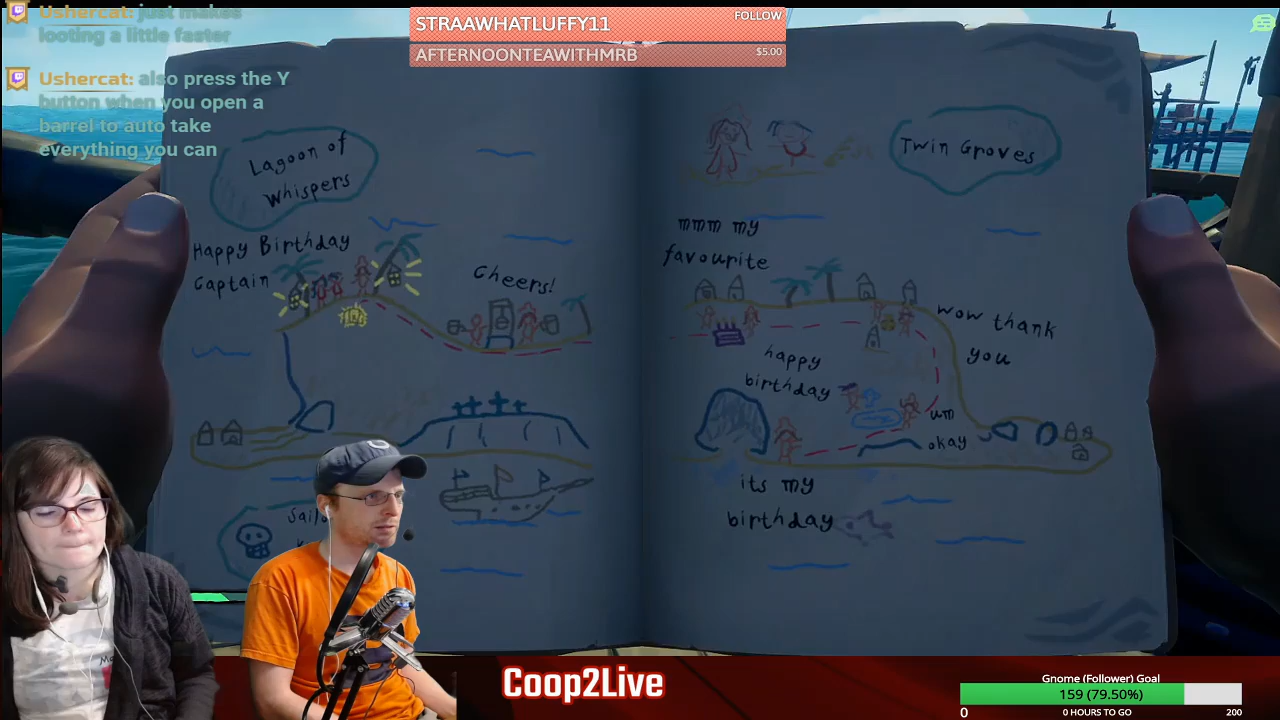 Ushercat: just makes
looting a little faster
Ushercat: also press the Y
button when you open a
barrel to auto take
everything you can
STRAAWHATLUFFY11
FOLLOW
AFTERNOONTEAWITHMRB
$5.00
Lagoon of
Whispers
Happy Birthday
Captain
Cheers!
Twin Groves
mmm my
favourite
wow thank
you
happy
birthday
um
okay
its my
birthday
Coop2Live
Gnome (Follower) Goal
159 (79.50%)
0
0 HOURS TO GO
200